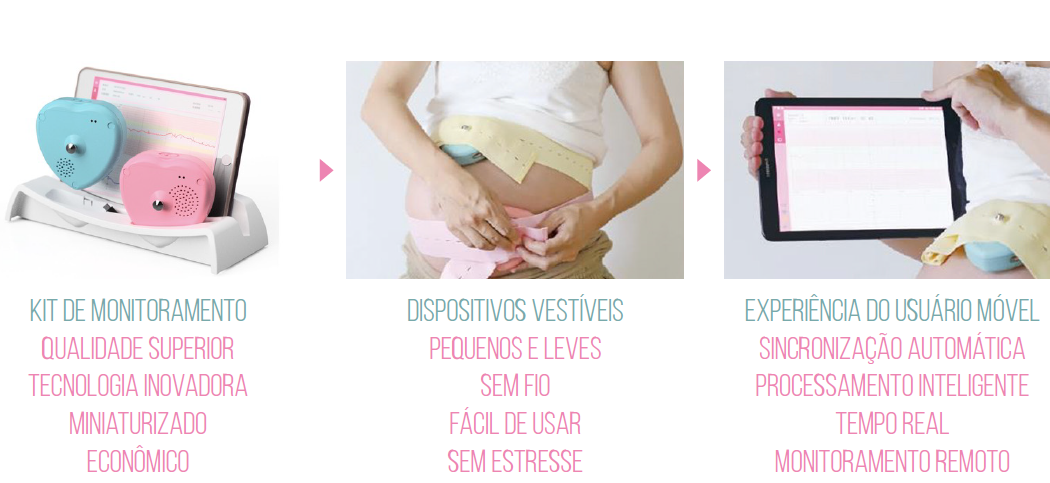 KIT DE MONITORAMENTO
QUALIDADE SUPERIOR
TECNOLOGIA INOVADORA
MINIATURIZADO
ECONÔMICO
DISPOSITIVOS VESTÍVEIS
PEQUENOS E LEVES
SEM FIO
FÁCIL DE USAR
SEM ESTRESSE
EXPERIÊNCIA DO USUÁRIO MÓVEL
SINCRONIZAÇÃO AUTOMÁTICA
PROCESSAMENTO INTELIGENTE
TEMPO REAL
MONITORAMENTO REMOTO